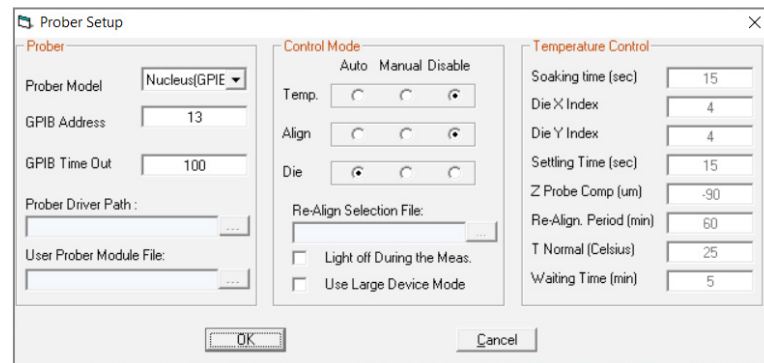 Prober Setup
Prober
Prober Model
Nucleus(GPIE
GPIB Address
13
GPIB Time Out
100
Prober Driver Path :
...
User Prober Module File:
...
Control Mode
Auto Manual Disable
Temp.
Align
Die
Re-Align Selection File:
...
Light off During the Meas.
Use Large Device Mode
Temperature Control
Soaking time (sec)
15
Die X Index
4
Die Y Index
4
Settling Time (sec)
15
Z Probe Comp (um)
-90
Re-Align. Period (min)
60
T Normal (Celsius)
25
Waiting Time (min)
5
OK
Cancel